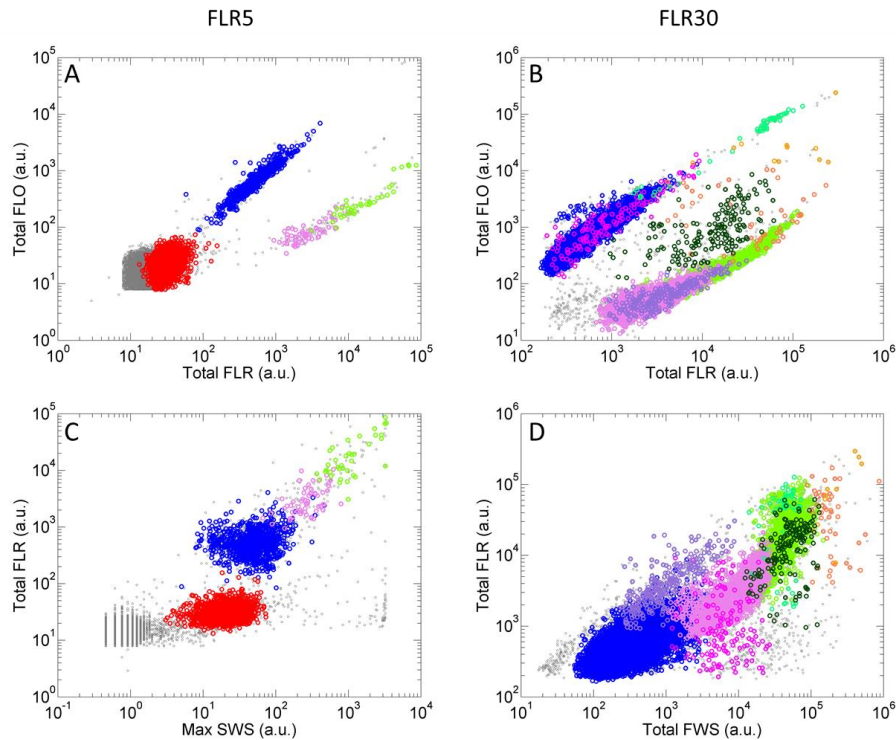 FLR5 FLR30
A
Total FLO (a.u.)
10^5
10^4
10^3
10^2
10^1
10^0
10^0 10^1 10^2 10^3 10^4 10^5
Total FLR (a.u.)
B
Total FLO (a.u.)
10^6
10^5
10^4
10^3
10^2
10^1
10^2 10^3 10^4 10^5 10^6
Total FLR (a.u.)
C
Total FLR (a.u.)
10^5
10^4
10^3
10^2
10^1
10^0
10^0 10^1 10^2 10^3 10^4
Max SWS (a.u.)
D
Total FLR (a.u.)
10^6
10^5
10^4
10^3
10^2
10^1 10^2 10^3 10^4 10^5 10^6
Total FWS (a.u.)